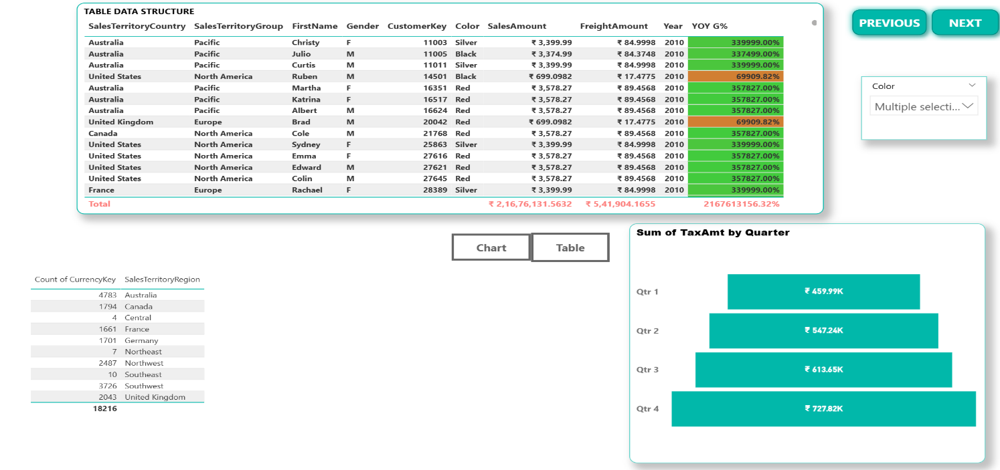 TABLE DATA STRUCTURE
SalesTerritoryCountry SalesTerritoryGroup FirstName Gender CustomerKey Color SalesAmount FreightAmount Year YOY G%
Australia Pacific Christy F 11003 Silver ₹ 3,399.99 ₹ 84.9998 2010 339999.00%
Australia Pacific Julio M 11005 Black ₹ 3,374.99 ₹ 84.3748 2010 337499.00%
Australia Pacific Curtis M 11011 Silver ₹ 3,399.99 ₹ 84.9998 2010 339999.00%
United States North America Ruben M 14501 Black ₹ 699.0982 ₹ 17.4775 2010 69909.82%
Australia Pacific Martha F 16351 Red ₹ 3,578.27 ₹ 89.4568 2010 357827.00%
Australia Pacific Katrina F 16517 Red ₹ 3,578.27 ₹ 89.4568 2010 357827.00%
Australia Pacific Albert M 16624 Red ₹ 3,578.27 ₹ 89.4568 2010 357827.00%
United Kingdom Europe Brad M 20042 Red ₹ 699.0982 ₹ 17.4775 2010 69909.82%
Canada North America Cole M 21768 Red ₹ 3,578.27 ₹ 89.4568 2010 357827.00%
United States North America Sydney F 25863 Silver ₹ 3,399.99 ₹ 84.9998 2010 339999.00%
United States North America Emma F 27616 Red ₹ 3,578.27 ₹ 89.4568 2010 357827.00%
United States North America Edward M 27621 Red ₹ 3,578.27 ₹ 89.4568 2010 357827.00%
United States North America Colin M 27645 Red ₹ 3,578.27 ₹ 89.4568 2010 357827.00%
France Europe Rachael F 28389 Silver ₹ 3,399.99 ₹ 84.9998 2010 339999.00%
Total ₹ 2,16,76,131.5632 ₹ 5,41,904.1655 2167613156.32%
PREVIOUS NEXT
Color
Multiple selecti...
Chart Table
Count of CurrencyKey SalesTerritoryRegion
4783 Australia
1794 Canada
4 Central
1661 France
1701 Germany
7 Northeast
2487 Northwest
10 Southeast
3726 Southwest
2043 United Kingdom
18216
Sum of TaxAmt by Quarter
Qtr 1 ₹ 459.99K
Qtr 2 ₹ 547.24K
Qtr 3 ₹ 613.65K
Qtr 4 ₹ 727.82K